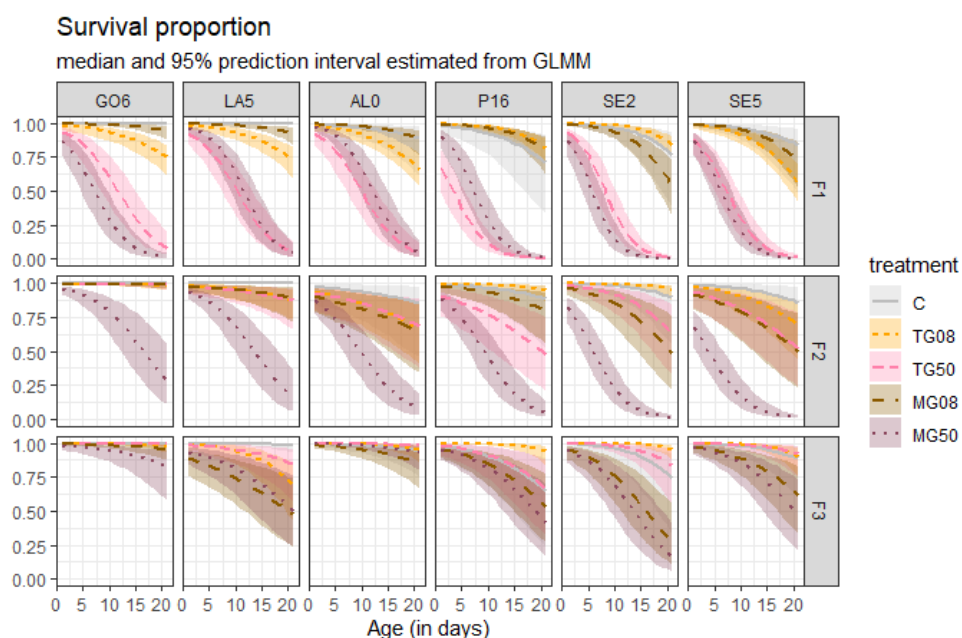 Survival proportion
median and 95% prediction interval estimated from GLMM
GO6 LA5 AL0 P16 SE2 SE5
1.00
0.75
0.50
0.25
0.00
F1
1.00
0.75
0.50
0.25
0.00
F2
1.00
0.75
0.50
0.25
0.00
F3
0 5 10 15 20 0 5 10 15 20 0 5 10 15 20 0 5 10 15 20 0 5 10 15 20 0 5 10 15 20
Age (in days)
treatment
C
TG08
TG50
MG08
MG50